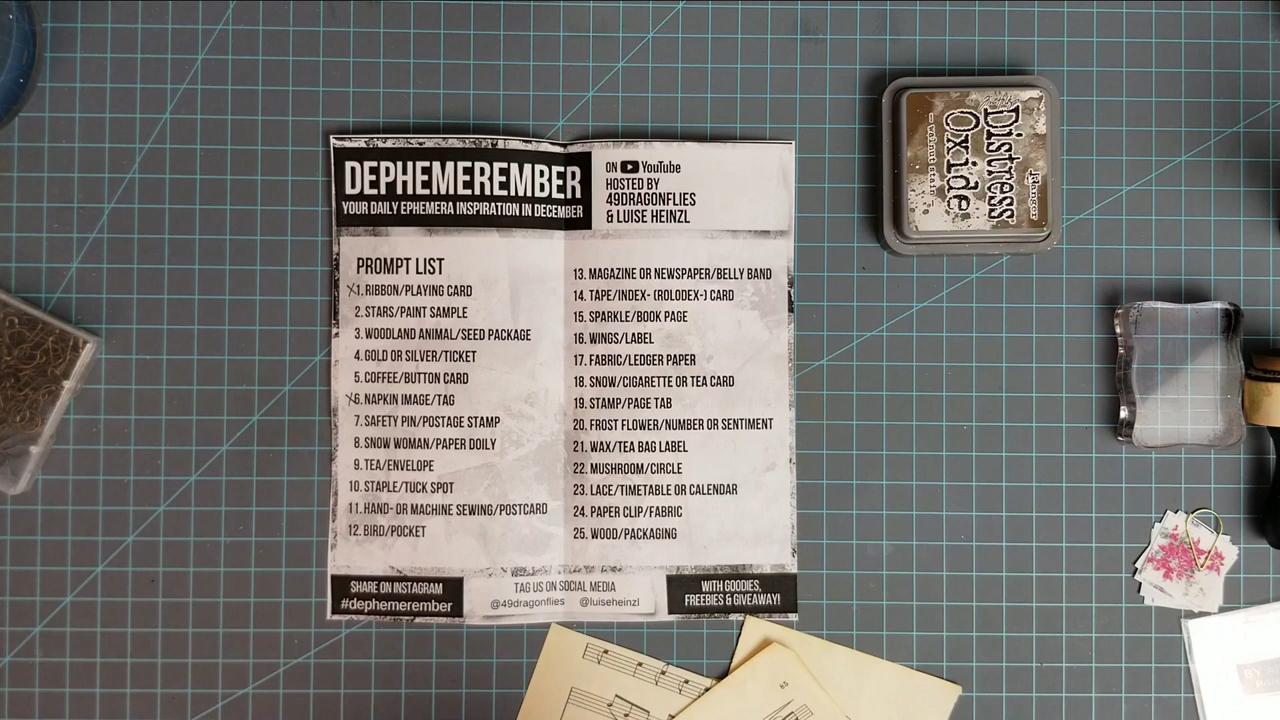 DEPHEMEREMBER
YOUR DAILY EPHEMERA INSPIRATION IN DECEMBER
ON YouTube
HOSTED BY
49DRAGONFLIES
& LUISE HEINZL
PROMPT LIST
1. RIBBON/PLAYING CARD
2. STARS/PAINT SAMPLE
3. WOODLAND ANIMAL/SEED PACKAGE
4. GOLD OR SILVER/TICKET
5. COFFEE/BUTTON CARD
6. NAPKIN IMAGE/TAG
7. SAFETY PIN/POSTAGE STAMP
8. SNOW WOMAN/PAPER DOILY
9. TEA/ENVELOPE
10. STAPLE/TUCK SPOT
11. HAND- OR MACHINE SEWING/POSTCARD
12. BIRD/POCKET
13. MAGAZINE OR NEWSPAPER/BELLY BAND
14. TAPE/INDEX- (ROLODEX-) CARD
15. SPARKLE/BOOK PAGE
16. WINGS/LABEL
17. FABRIC/LEDGER PAPER
18. SNOW/CIGARETTE OR TEA CARD
19. STAMP/PAGE TAB
20. FROST FLOWER/NUMBER OR SENTIMENT
21. WAX/TEA BAG LABEL
22. MUSHROOM/CIRCLE
23. LACE/TIMETABLE OR CALENDAR
24. PAPER CLIP/FABRIC
25. WOOD/PACKAGING
SHARE ON INSTAGRAM
#dephemerember
TAG US ON SOCIAL MEDIA
@49dragonflies @luiseheinzl
WITH GOODIES,
FREEBIES & GIVEAWAY!
Ranger
Distress
Oxide
walnut stain
85
BY